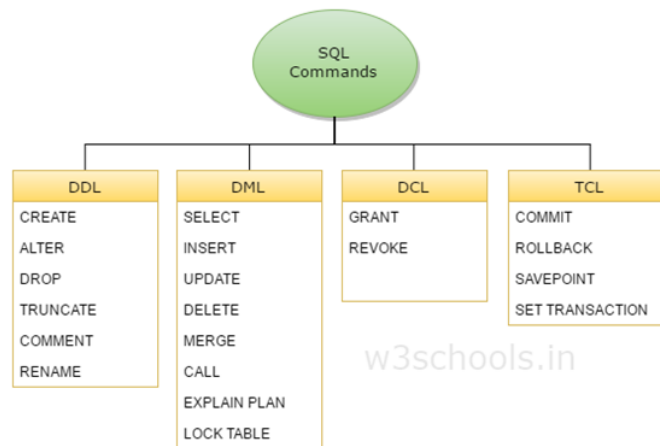 SQL
Commands
DDL
CREATE
ALTER
DROP
TRUNCATE
COMMENT
RENAME
DML
SELECT
INSERT
UPDATE
DELETE
MERGE
CALL
EXPLAIN PLAN
LOCK TABLE
DCL
GRANT
REVOKE
TCL
COMMIT
ROLLBACK
SAVEPOINT
SET TRANSACTION
w3schools.in